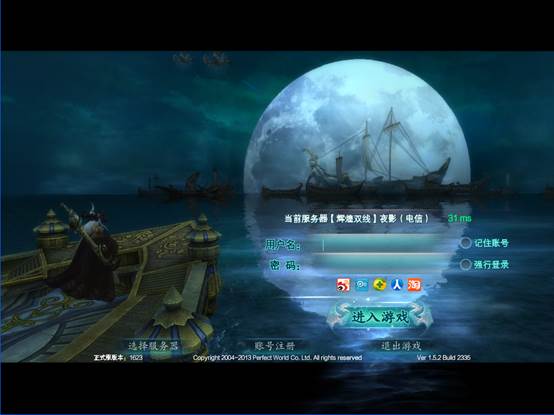 当前服务器【辉煌双线】夜影（电信） 31 ms
用户名： 记住账号
密 码： 强行登录
淘
进入游戏
选择服务器 账号注册 退出游戏
正式版版本：1623 Copyright 2004-2013 Perfect World Co. Ltd. All rights reserved Ver 1.5.2 Build 2335